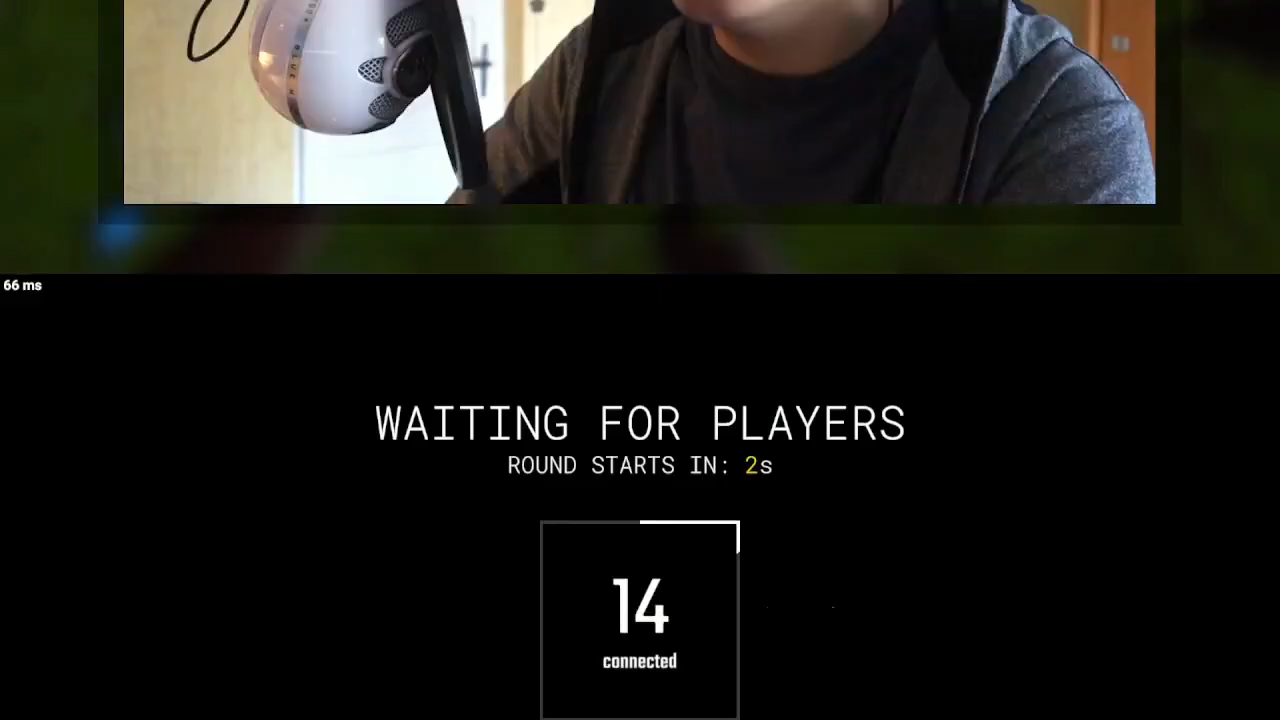 66 ms
WAITING FOR PLAYERS
ROUND STARTS IN: 2s
14
connected